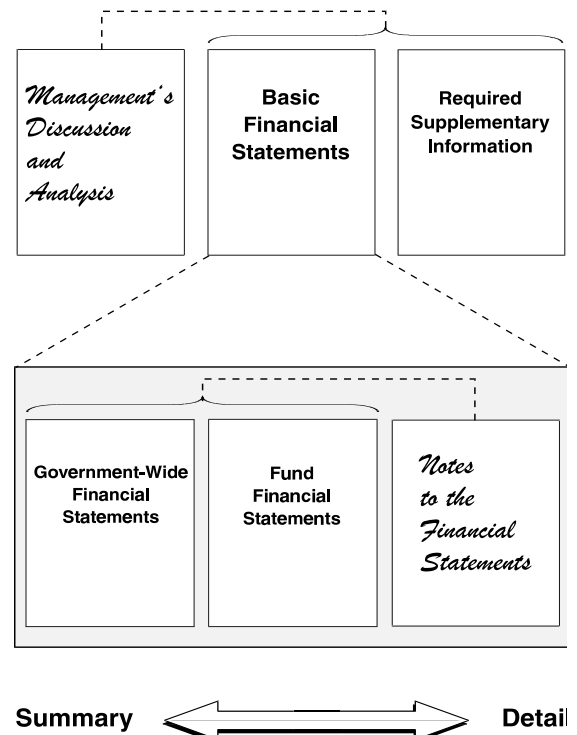 Management's
Discussion
and
Analysis
Basic
Financial
Statements
Required
Supplementary
Information
Government-Wide
Financial
Statements
Fund
Financial
Statements
Notes
to the
Financial
Statements
Summary
Detail